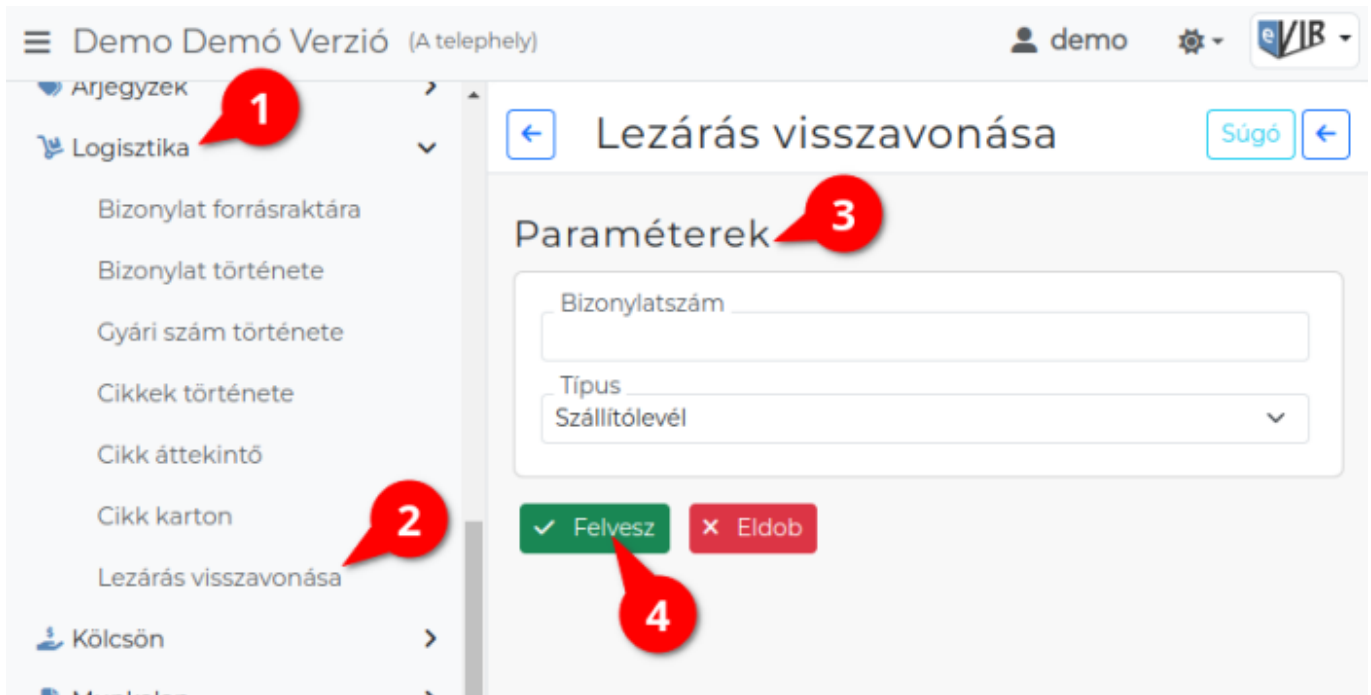 Demo Demó Verzió (A telephely)
demo
eVIR
Árjegyzék
1
Logisztika
Bizonylat forrásraktára
Bizonylat története
Gyári szám története
Cikkek története
Cikk áttekintő
Cikk karton
2
Lezárás visszavonása
Kölcsön
Lezárás visszavonása
Súgó
3
Paraméterek
Bizonylatszám
Típus
Szállítólevél
Felvesz
Eldob
4